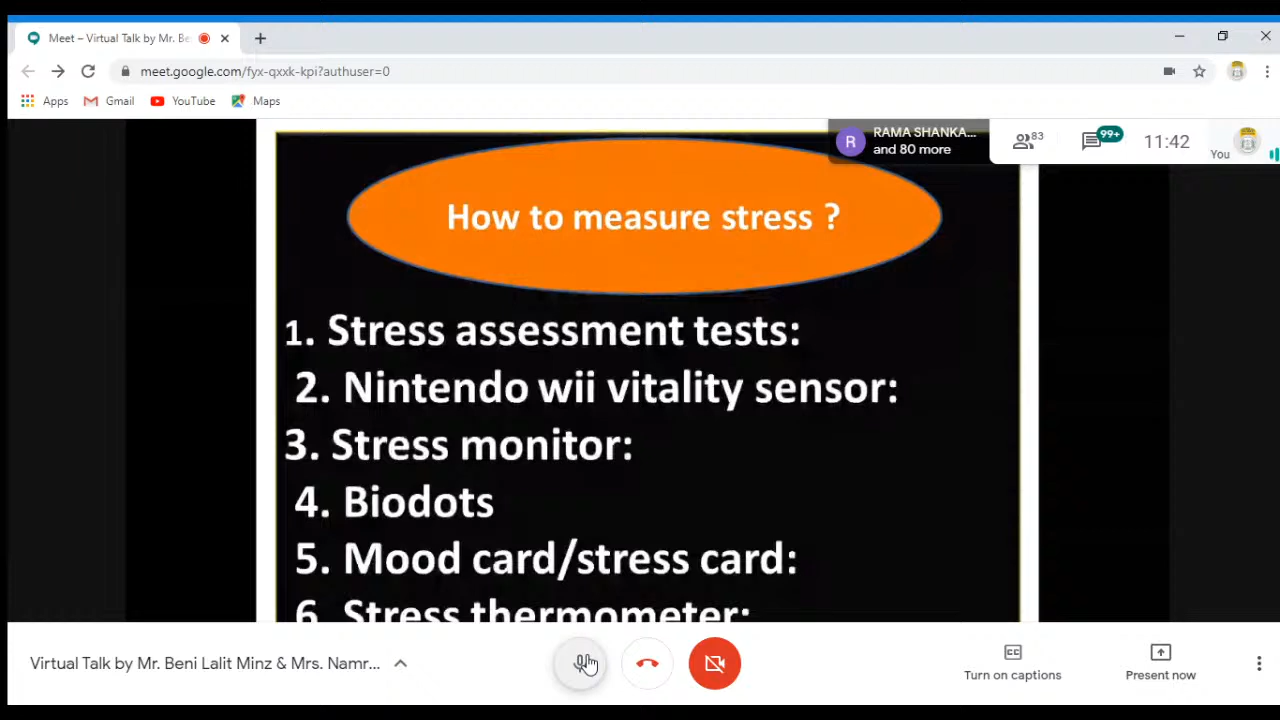 Meet – Virtual Talk by Mr. Be
meet.google.com/fyx-qxxk-kpi?authuser=0
Apps Gmail YouTube Maps
RAMA SHANKA...
and 80 more
83
99+
11:42
You
How to measure stress ?
1. Stress assessment tests:
2. Nintendo wii vitality sensor:
3. Stress monitor:
4. Biodots
5. Mood card/stress card:
6. Stress thermometer:
Virtual Talk by Mr. Beni Lalit Minz & Mrs. Namr...
Turn on captions
Present now